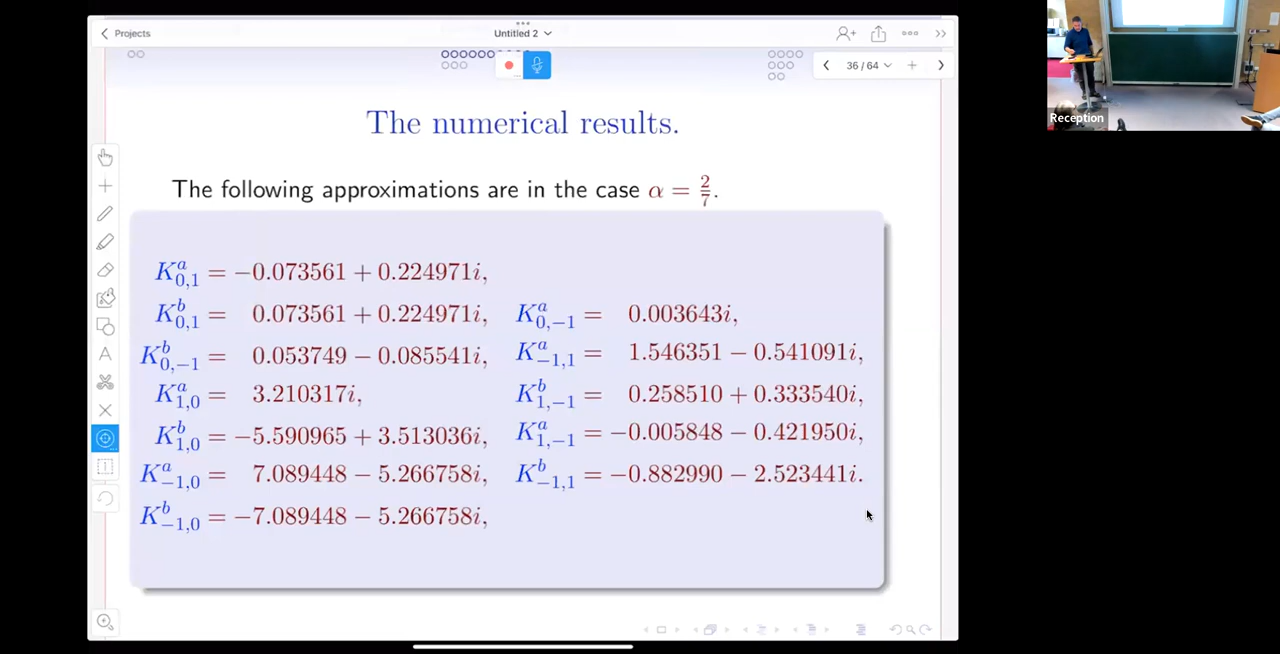 Projects
Untitled 2
36 / 64
The numerical results.
The following approximations are in the case α = 2/7.
K^a_{0,1} = −0.073561 + 0.224971i,
K^b_{0,1} = 0.073561 + 0.224971i, K^a_{0,−1} = 0.003643i,
K^b_{0,−1} = 0.053749 − 0.085541i, K^a_{−1,1} = 1.546351 − 0.541091i,
K^a_{1,0} = 3.210317i, K^b_{1,−1} = 0.258510 + 0.333540i,
K^b_{1,0} = −5.590965 + 3.513036i, K^a_{1,−1} = −0.005848 − 0.421950i,
K^a_{−1,0} = 7.089448 − 5.266758i, K^b_{−1,1} = −0.882990 − 2.523441i.
K^b_{−1,0} = −7.089448 − 5.266758i,
Reception